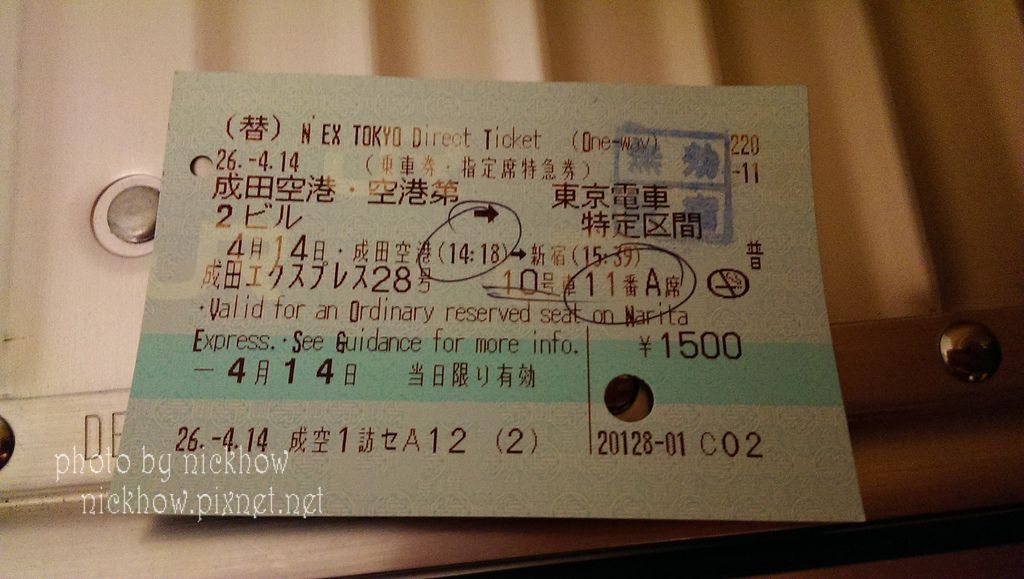 (替) N'EX TOKYO Direct Ticket (One-way) 220
26.-4.14 (乗車券・指定席特急券) -11
無効
成田空港・空港第 ➡ 東京電車
2ビル 特定区間
4月14日・成田空港(14:18)→新宿(15:39) 普
成田エクスプレス28号 10号車11番A席
・Valid for an Ordinary reserved seat on Narita
Express.・See Guidance for more info. ¥1500
-4月14日 当日限り有効
26.-4.14 成空1訪セA12 (2) 20128-01 C02
DE
photo by nickhow
nickhow.pixnet.net